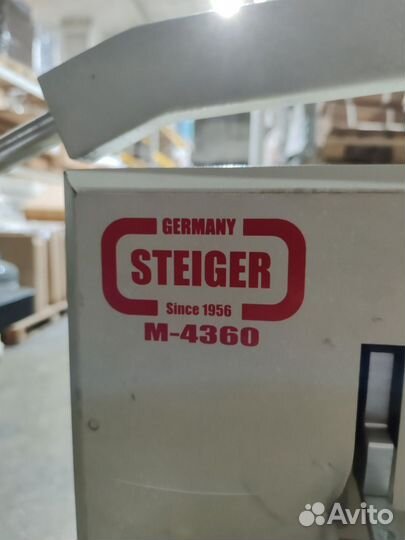 GERMANY
STEIGER
Since 1956
M-4360
Avito